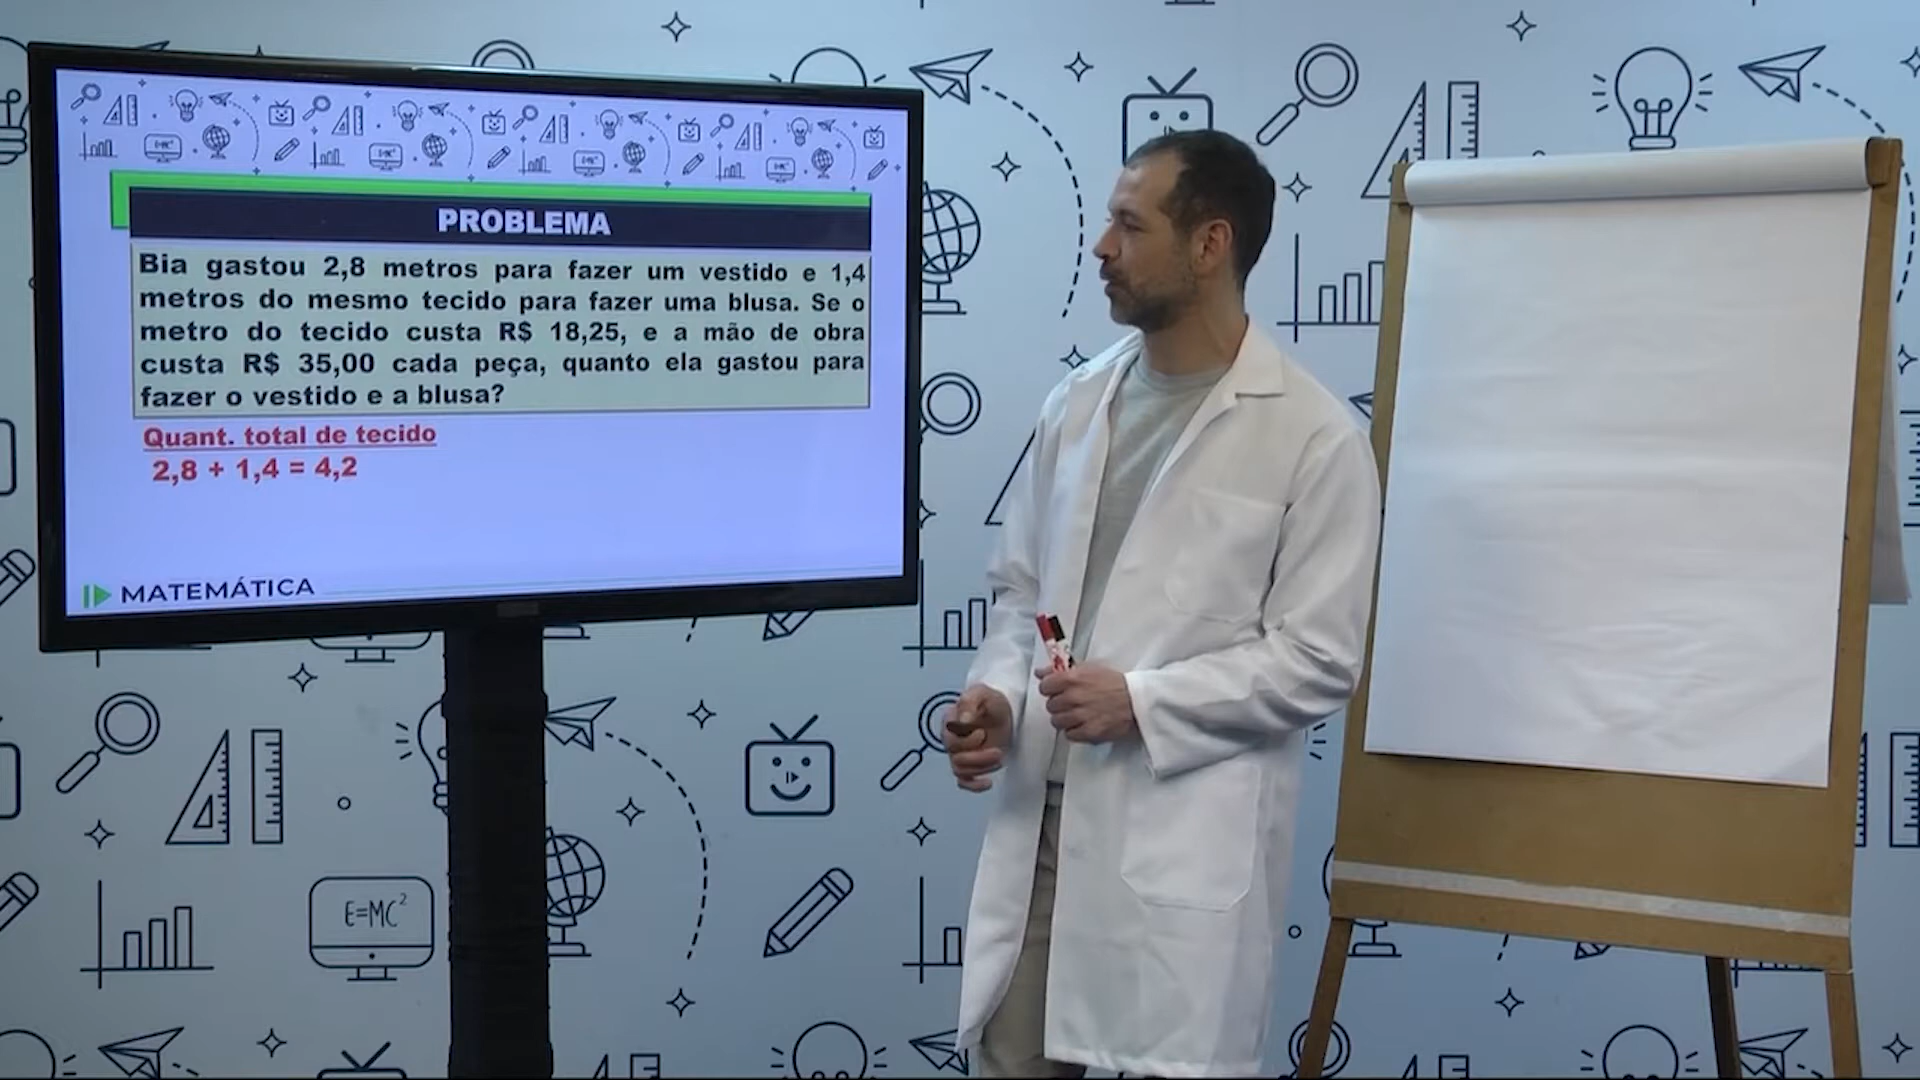 PROBLEMA
Bia gastou 2,8 metros para fazer um vestido e 1,4
metros do mesmo tecido para fazer uma blusa. Se o
metro do tecido custa R$ 18,25, e a mão de obra
custa R$ 35,00 cada peça, quanto ela gastou para
fazer o vestido e a blusa?
Quant. total de tecido
2,8 + 1,4 = 4,2
MATEMÁTICA
E=MC²